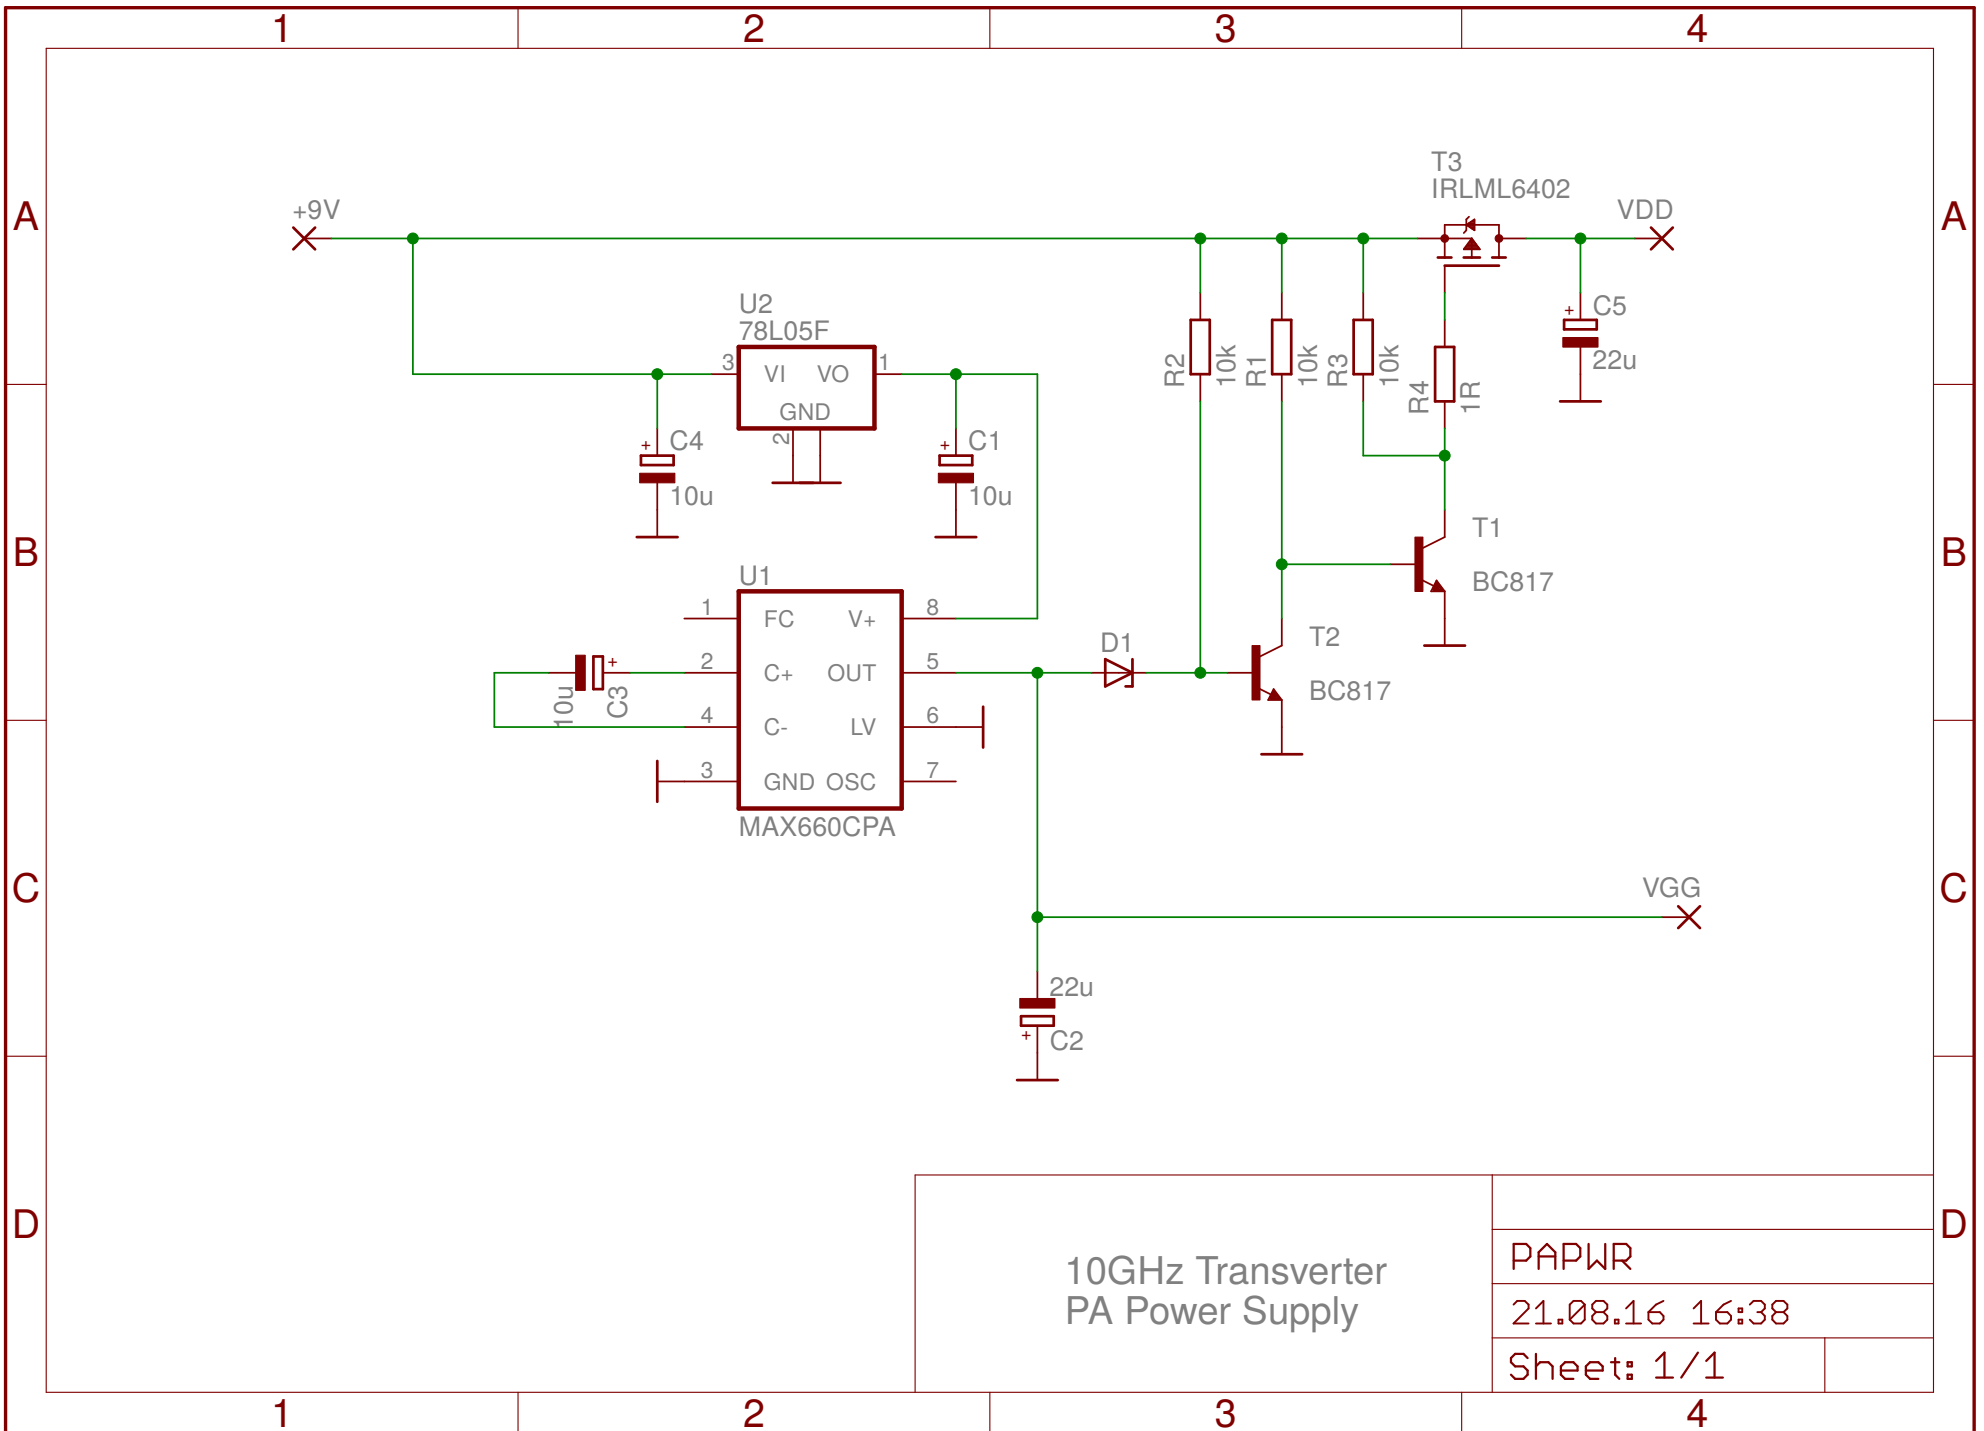 1 2 3 4
A A
B B
C C
D D
+9V
T3
IRLML6402
VDD
U2
78L05F
3 VI VO 1
GND
2
C4
10u
C1
10u
R2 10k
R1 10k
R3 10k
R4 1R
C5
22u
T1
BC817
U1
1 FC V+ 8
2 C+ OUT 5
4 C- LV 6
3 GND OSC 7
MAX660CPA
10u C3
D1
T2
BC817
VGG
22u
C2
10GHz Transverter
PA Power Supply
PAPWR
21.08.16 16:38
Sheet: 1/1
1 2 3 4